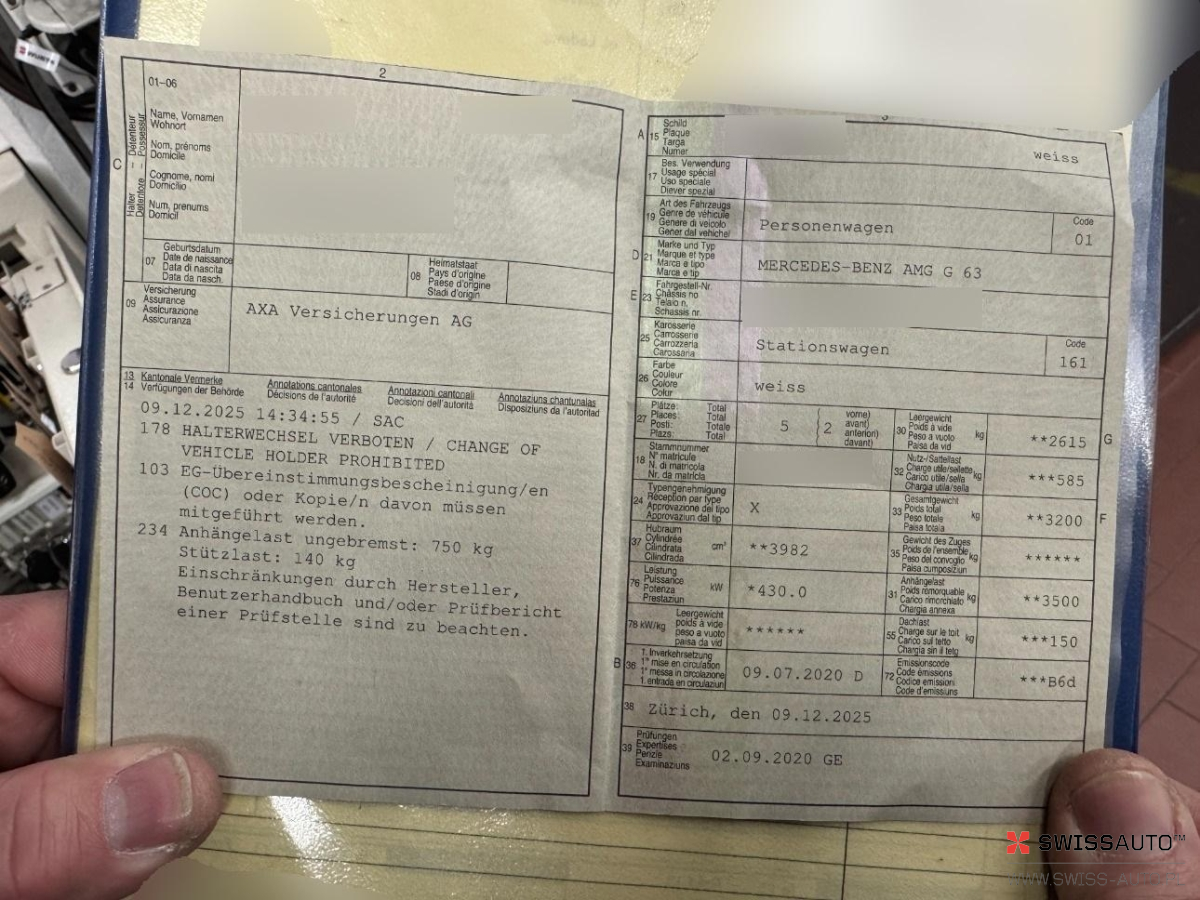 2
01–06
Halter
Détenteur
Detentore
Possessur
C
Name, Vornamen
Wohnort
Nom, prénoms
Domicile
Cognome, nomi
Domicilio
Num, prenums
Domicil
07
Geburtsdatum
Date de naissance
Data di nascita
Data da nasch.
08
Heimatstaat
Pays d'origine
Paese d'origine
Stadi d'origin
09
Versicherung
Assurance
Assicurazione
Assicuranza
AXA Versicherungen AG
13 Kantonale Vermerke Annotations cantonales Annotazioni cantonali Annotaziuns chantunalas
14 Verfügungen der Behörde Décisions de l'autorité Decisioni dell'autorità Disposiziuns da l'autoritad
09.12.2025 14:34:55 / SAC
178 HALTERWECHSEL VERBOTEN / CHANGE OF
VEHICLE HOLDER PROHIBITED
103 EG-Übereinstimmungsbescheinigung/en
(COC) oder Kopie/n davon müssen
mitgeführt werden.
234 Anhängelast ungebremst: 750 kg
Stützlast: 140 kg
Einschränkungen durch Hersteller,
Benutzerhandbuch und/oder Prüfbericht
einer Prüfstelle sind zu beachten.
A
15
Schild
Plaque
Targa
Numer
weiss
17
Bes. Verwendung
Usage spécial
Uso speciale
Diever spezial
19
Art des Fahrzeugs
Genre de véhicule
Genere di veicolo
Gener dal vehichel
Personenwagen
Code
01
D
21
Marke und Typ
Marque et type
Marca e tipo
Marca e tip
MERCEDES-BENZ AMG G 63
E
23
Fahrgestell-Nr.
Châssis no
Telaio n.
Schassis nr.
25
Karosserie
Carrosserie
Carrozzeria
Carossaria
Stationswagen
Code
161
26
Farbe
Couleur
Colore
Colur
weiss
27
Plätze: Total
Places: Total
Posti: Totale
Plazs: Total
5
2
vorne)
avant)
anteriori)
davant)
30
Leergewicht
Poids à vide
Peso a vuoto
Paisa da vid
kg
**2615
G
18
Stammnummer
N° matricule
N. di matricola
Nr. da matricla
32
Nutz-/Sattellast
Charge utile/sellette
Carico utile/sella
Chargia utila/sella
kg
***585
24
Typengenehmigung
Réception par type
Approvazione del tipo
Approvaziun dal tip
X
33
Gesamtgewicht
Poids total
Peso totale
Paisa totala
kg
**3200
F
37
Hubraum
Cylindrée
Cilindrata
Cilindrada
cm³
**3982
35
Gewicht des Zuges
Poids de l'ensemble
Peso del convoglio
Paisa cumposiziun
kg
******
76
Leistung
Puissance
Potenza
Prestaziun
kW
*430.0
31
Anhängelast
Poids remorquable
Carico rimorchiato
Chargia annexa
kg
**3500
78 kW/kg
Leergewicht
poids à vide
peso a vuoto
paisa da vid
******
55
Dachlast
Charge sur le toit
Carico sul tetto
Chargia sin il tetg
kg
***150
B
36
1. Inverkehrsetzung
1re mise en circulation
1a messa in circolazione
1. entrada en circulaziun
09.07.2020 D
72
Emissionscode
Code émissions
Codice emissioni
Code d'emissiuns
***B6d
38
Zürich, den 09.12.2025
39
Prüfungen
Expertises
Perizie
Examinaziuns
02.09.2020 GE
SWISSAUTO